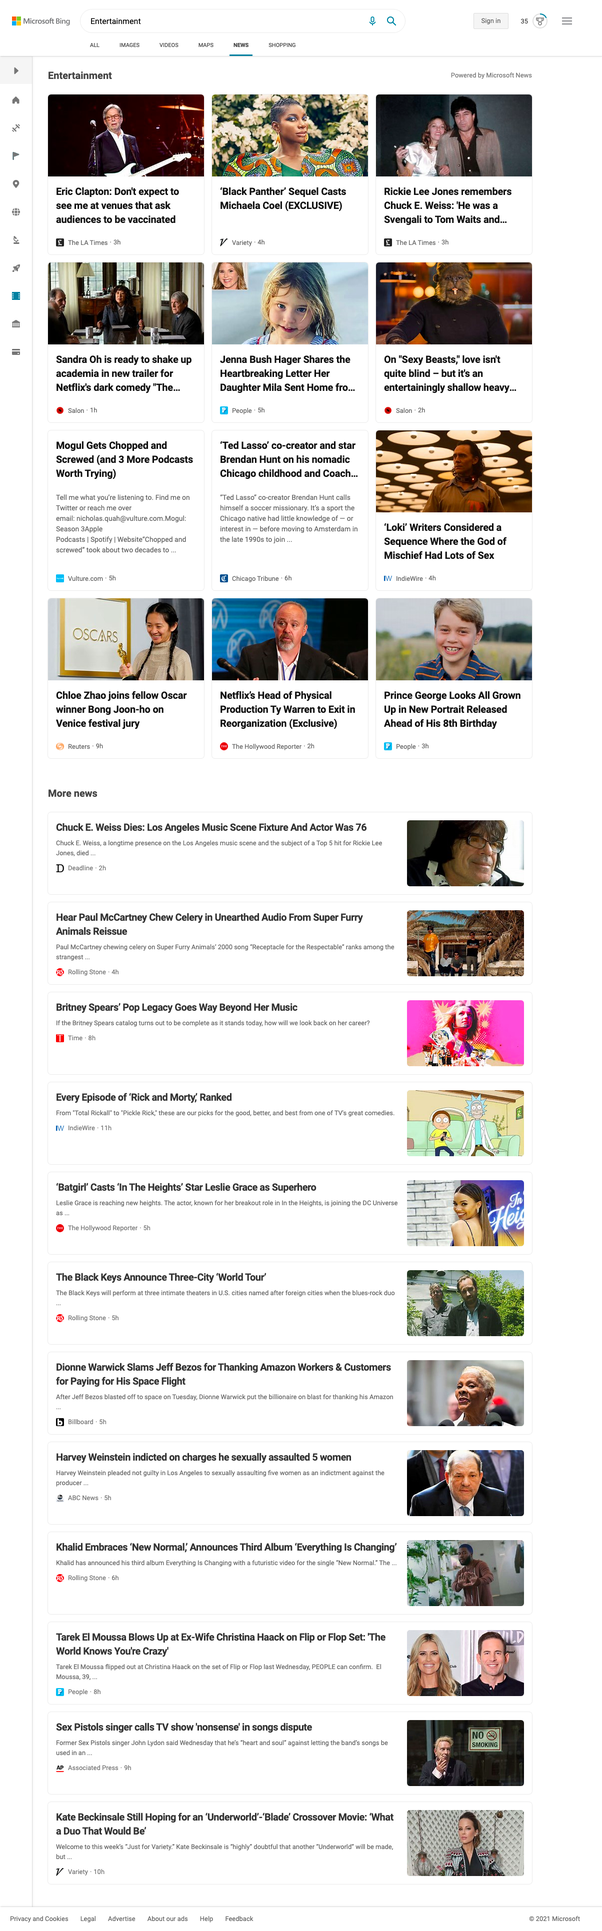 Microsoft Bing
Entertainment
Sign in
35
ALL
IMAGES
VIDEOS
MAPS
NEWS
SHOPPING
Entertainment
Powered by Microsoft News
Eric Clapton: Don't expect to
see me at venues that ask
audiences to be vaccinated
The LA Times · 3h
'Black Panther' Sequel Casts
Michaela Coel (EXCLUSIVE)
Variety · 4h
Rickie Lee Jones remembers
Chuck E. Weiss: 'He was a
Svengali to Tom Waits and...
The LA Times · 3h
Sandra Oh is ready to shake up
academia in new trailer for
Netflix's dark comedy "The...
Salon · 1h
Jenna Bush Hager Shares the
Heartbreaking Letter Her
Daughter Mila Sent Home fro...
People · 5h
On "Sexy Beasts," love isn't
quite blind – but it's an
entertainingly shallow heavy...
Salon · 2h
Mogul Gets Chopped and
Screwed (and 3 More Podcasts
Worth Trying)
Tell me what you're listening to. Find me on
Twitter or reach me over
email: nicholas.quah@vulture.com.Mogul:
Season 3Apple
Podcasts | Spotify | Website"Chopped and
screwed" took about two decades to ...
Vulture.com · 5h
'Ted Lasso' co-creator and star
Brendan Hunt on his nomadic
Chicago childhood and Coach...
"Ted Lasso" co-creator Brendan Hunt calls
himself a soccer missionary. It's a sport the
Chicago native had little knowledge of — or
interest in — before moving to Amsterdam in
the late 1990s to join ...
Chicago Tribune · 6h
'Loki' Writers Considered a
Sequence Where the God of
Mischief Had Lots of Sex
IndieWire · 4h
OSCARS
Chloe Zhao joins fellow Oscar
winner Bong Joon-ho on
Venice festival jury
Reuters · 9h
Netflix's Head of Physical
Production Ty Warren to Exit in
Reorganization (Exclusive)
The Hollywood Reporter · 2h
Prince George Looks All Grown
Up in New Portrait Released
Ahead of His 8th Birthday
People · 3h
More news
Chuck E. Weiss Dies: Los Angeles Music Scene Fixture And Actor Was 76
Chuck E. Weiss, a longtime presence on the Los Angeles music scene and the subject of a Top 5 hit for Rickie Lee
Jones, died ...
Deadline · 2h
Hear Paul McCartney Chew Celery in Unearthed Audio From Super Furry
Animals Reissue
Paul McCartney chewing celery on Super Furry Animals' 2000 song "Receptacle for the Respectable" ranks among the
strangest ...
Rolling Stone · 4h
Britney Spears' Pop Legacy Goes Way Beyond Her Music
If the Britney Spears catalog turns out to be complete as it stands today, how will we look back on her career?
Time · 8h
Every Episode of 'Rick and Morty,' Ranked
From "Total Rickall" to "Pickle Rick," these are our picks for the good, better, and best from one of TV's great comedies.
IndieWire · 11h
'Batgirl' Casts 'In The Heights' Star Leslie Grace as Superhero
Leslie Grace is reaching new heights. The actor, known for her breakout role in In the Heights, is joining the DC Universe
as ...
The Hollywood Reporter · 5h
The Black Keys Announce Three-City 'World Tour'
The Black Keys will perform at three intimate theaters in U.S. cities named after foreign cities when the blues-rock duo
...
Rolling Stone · 5h
Dionne Warwick Slams Jeff Bezos for Thanking Amazon Workers & Customers
for Paying for His Space Flight
After Jeff Bezos blasted off to space on Tuesday, Dionne Warwick put the billionaire on blast for thanking his Amazon
...
Billboard · 5h
Harvey Weinstein indicted on charges he sexually assaulted 5 women
Harvey Weinstein pleaded not guilty in Los Angeles to sexually assaulting five women as an indictment against the
producer ...
ABC News · 5h
Khalid Embraces 'New Normal,' Announces Third Album 'Everything Is Changing'
Khalid has announced his third album Everything Is Changing with a futuristic video for the single "New Normal." The ...
Rolling Stone · 6h
Tarek El Moussa Blows Up at Ex-Wife Christina Haack on Flip or Flop Set: 'The
World Knows You're Crazy'
Tarek El Moussa flipped out at Christina Haack on the set of Flip or Flop last Wednesday, PEOPLE can confirm. El
Moussa, 39, ...
People · 8h
Sex Pistols singer calls TV show 'nonsense' in songs dispute
Former Sex Pistols singer John Lydon said Wednesday that he's "heart and soul" against letting the band's songs be
used in an ...
NO
SMOKING
AP
Associated Press · 9h
Kate Beckinsale Still Hoping for an 'Underworld'-'Blade' Crossover Movie: 'What
a Duo That Would Be'
Welcome to this week's "Just for Variety." Kate Beckinsale is "highly" doubtful that another "Underworld" will be made,
but ...
Variety · 10h
Privacy and Cookies
Legal
Advertise
About our ads
Help
Feedback
© 2021 Microsoft